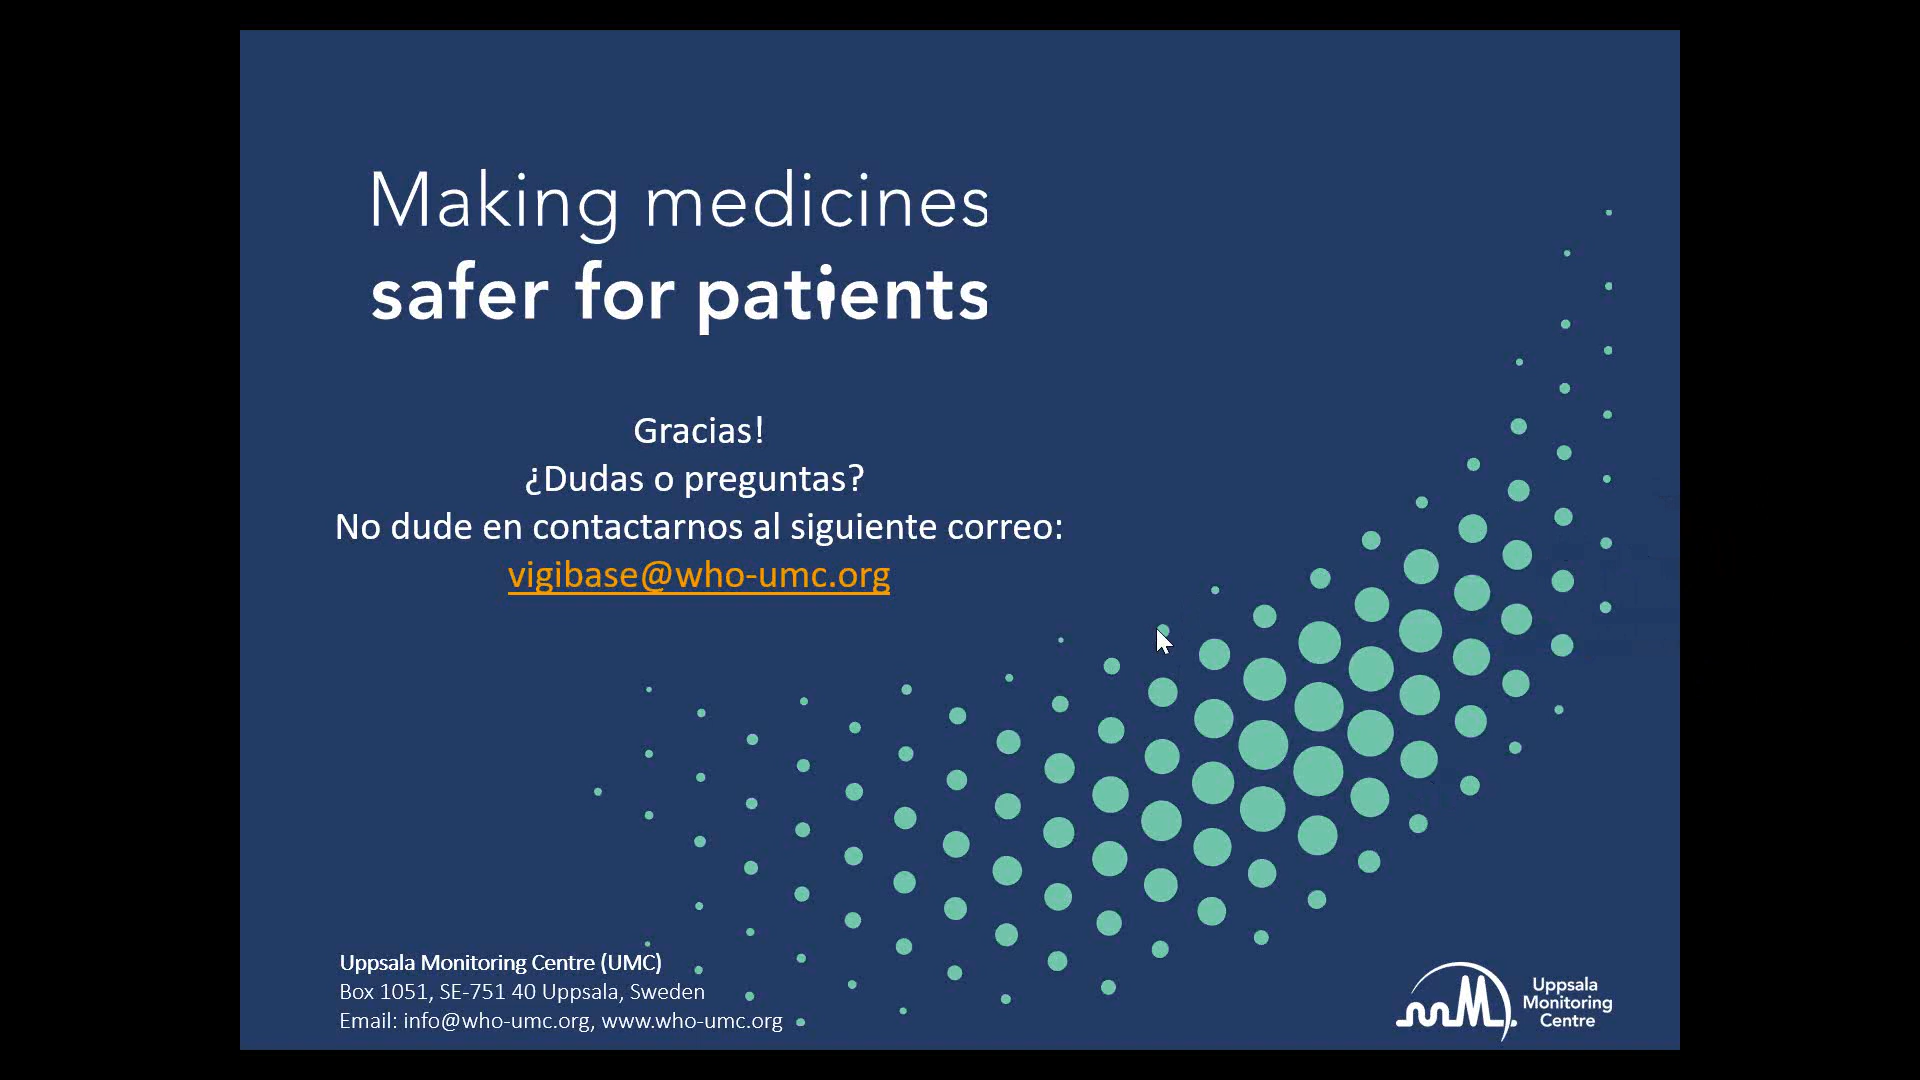 Making medicines
safer for patients
Gracias!
¿Dudas o preguntas?
No dude en contactarnos al siguiente correo:
vigibase@who-umc.org
Uppsala Monitoring Centre (UMC)
Box 1051, SE-751 40 Uppsala, Sweden
Email: info@who-umc.org, www.who-umc.org
Uppsala
Monitoring
Centre